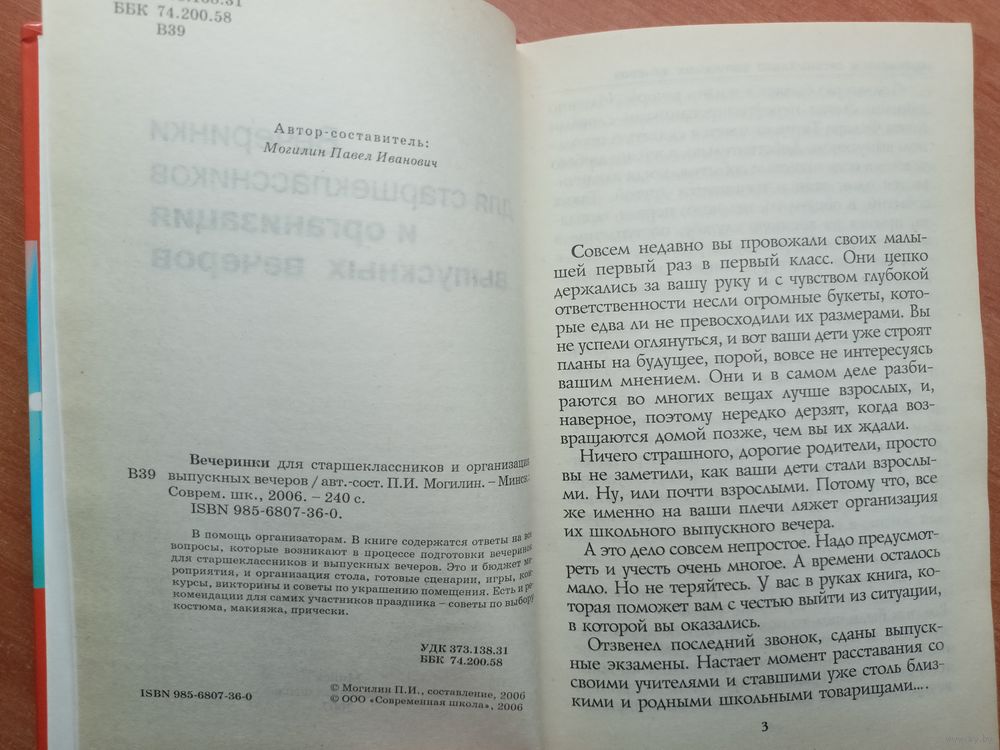 138.31
ББК 74.200.58
В39
Автор-составитель:
Могилин Павел Иванович
Вечеринки для старшеклассников и организация
В39 выпускных вечеров / авт.-сост. П.И. Могилин. – Минск:
Соврем. шк., 2006. – 240 с.
ISBN 985-6807-36-0.
В помощь организаторам. В книге содержатся ответы на все
вопросы, которые возникают в процессе подготовки вечеринок
для старшеклассников и выпускных вечеров. Это и бюджет ме-
роприятия, и организация стола, готовые сценарии, игры, кон-
курсы, викторины и советы по украшению помещения. Есть и ре-
комендации для самих участников праздника – советы по выбору
костюма, макияжа, прически.
УДК 373.138.31
ББК 74.200.58
ISBN 985-6807-36-0
© Могилин П.И., составление, 2006
© ООО «Современная школа», 2006
Совсем недавно вы провожали своих малы-
шей первый раз в первый класс. Они цепко
держались за вашу руку и с чувством глубокой
ответственности несли огромные букеты, кото-
рые едва ли не превосходили их размерами. Вы
не успели оглянуться, и вот ваши дети уже строят
планы на будущее, порой, вовсе не интересуясь
вашим мнением. Они и в самом деле разби-
раются во многих вещах лучше взрослых, и,
наверное, поэтому нередко дерзят, когда воз-
вращаются домой позже, чем вы их ждали.
Ничего страшного, дорогие родители, просто
вы не заметили, как ваши дети стали взрослы-
ми. Ну, или почти взрослыми. Потому что, все
же именно на ваши плечи ляжет организация
их школьного выпускного вечера.
А это дело совсем непростое. Надо предусмот-
реть и учесть очень многое. А времени осталось
мало. Но не теряйтесь. У вас в руках книга, ко-
торая поможет вам с честью выйти из ситуации,
в которой вы оказались.
Отзвенел последний звонок, сданы выпуск-
ные экзамены. Настает момент расставания со
своими учителями и ставшими уже столь близ-
кими и родными школьными товарищами....
3